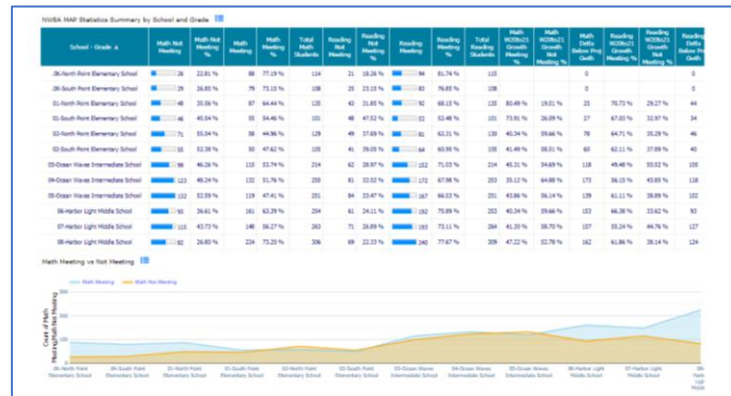 NWEA MAP Statistics Summary by School and Grade
School - Grade Math Not Meeting Math Not Meeting % Math Meeting Math Meeting % Total Math Students Reading Not Meeting Reading Not Meeting % Reading Meeting Reading Meeting % Total Reading Students Math W20to21 Growth Meeting % Math W20to21 Growth Not Meeting % Math Below Proj Gwth Reading W20to21 Growth Meeting % Reading W20to21 Growth Not Meeting % Reading Below Proj Gwth
.0K-North Point Elementary School 26 22.81 % 88 77.19 % 114 21 18.26 % 94 81.74 % 115 0 0
.0K-South Point Elementary School 29 26.85 % 79 73.15 % 108 25 23.15 % 83 76.85 % 108 0 0
01-North Point Elementary School 48 35.56 % 87 64.44 % 135 43 31.85 % 92 68.15 % 135 80.49 % 19.51 % 25 70.73 % 29.27 % 44
01-South Point Elementary School 46 45.54 % 55 54.46 % 101 48 47.52 % 53 52.48 % 101 73.91 % 26.09 % 27 67.03 % 32.97 % 34
02-North Point Elementary School 71 55.04 % 58 44.96 % 129 49 37.69 % 81 62.31 % 130 40.34 % 59.66 % 78 64.71 % 35.29 % 46
02-South Point Elementary School 55 52.38 % 50 47.62 % 105 41 39.05 % 64 60.95 % 105 41.49 % 58.51 % 60 62.11 % 37.89 % 40
03-Ocean Waves Intermediate School 99 46.26 % 115 53.74 % 214 62 28.97 % 152 71.03 % 214 45.31 % 54.69 % 118 49.48 % 50.52 % 105
04-Ocean Waves Intermediate School 123 48.24 % 132 51.76 % 255 81 32.02 % 172 67.98 % 253 35.12 % 64.88 % 173 56.15 % 43.85 % 118
05-Ocean Waves Intermediate School 132 52.59 % 119 47.41 % 251 84 33.47 % 167 66.53 % 251 43.86 % 56.14 % 139 61.11 % 38.89 % 102
06-Harbor Light Middle School 93 36.61 % 161 63.39 % 254 61 24.11 % 192 75.89 % 253 40.34 % 59.66 % 153 66.38 % 33.62 % 93
07-Harbor Light Middle School 115 43.73 % 148 56.27 % 263 71 26.89 % 193 73.11 % 264 41.30 % 58.70 % 157 55.24 % 44.76 % 127
08-Harbor Light Middle School 82 26.80 % 224 73.20 % 306 69 22.33 % 240 77.67 % 309 47.22 % 52.78 % 162 61.86 % 38.14 % 124
Math Meeting vs Not Meeting
Math Meeting Math Not Meeting
Count of Math Meeting,Math Not Meeting
300
200
100
0
.0K-North Point Elementary School .0K-South Point Elementary School 01-North Point Elementary School 01-South Point Elementary School 02-North Point Elementary School 02-South Point Elementary School 03-Ocean Waves Intermediate School 04-Ocean Waves Intermediate School 05-Ocean Waves Intermediate School 06-Harbor Light Middle School 07-Harbor Light Middle School 08-